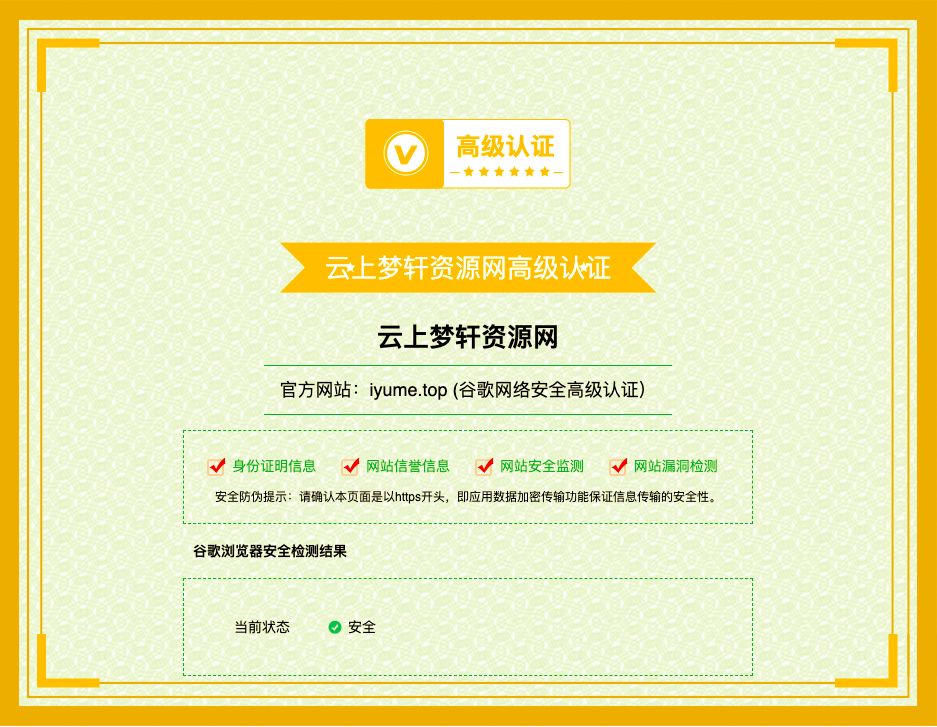 高级认证
云上梦轩资源网高级认证
云上梦轩资源网
官方网站：iyume.top (谷歌网络安全高级认证）
身份证明信息 网站信誉信息 网站安全监测 网站漏洞检测
安全防伪提示：请确认本页面是以https开头，即应用数据加密传输功能保证信息传输的安全性。
谷歌浏览器安全检测结果
当前状态 安全